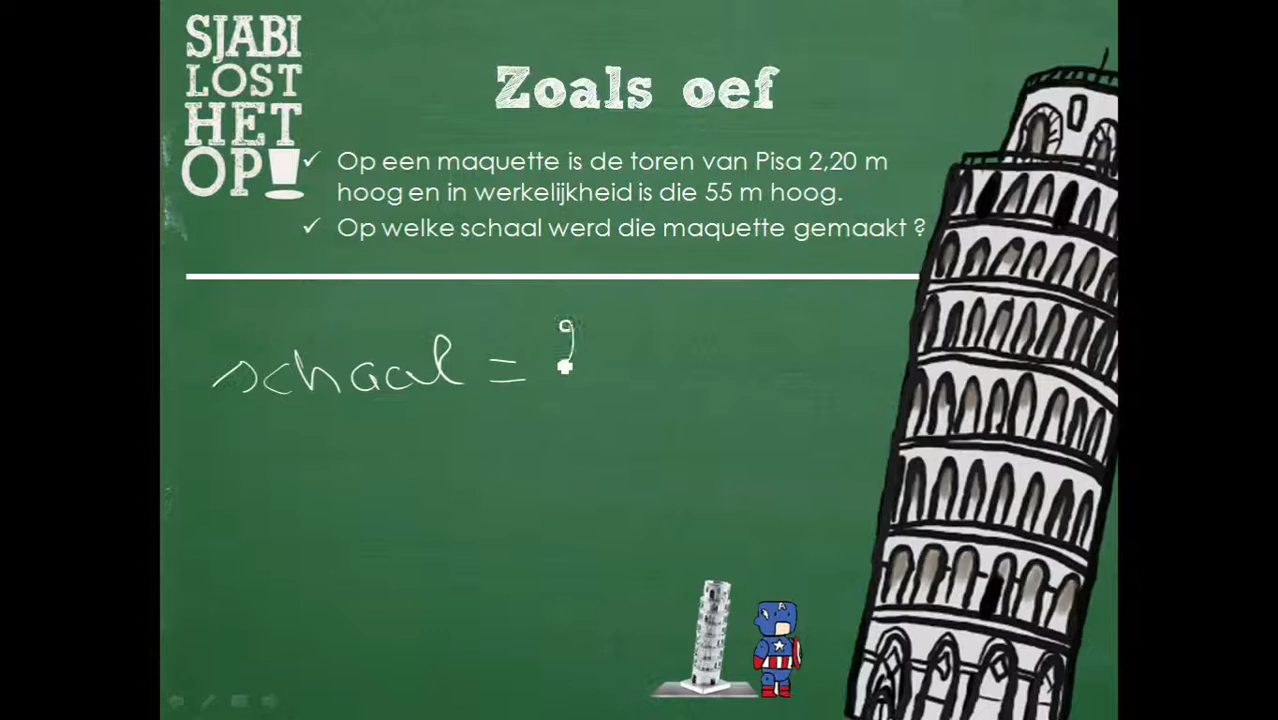 SJABI
LOST
HET
OP
Zoals oef
✓ Op een maquette is de toren van Pisa 2,20 m
hoog en in werkelijkheid is die 55 m hoog.
✓ Op welke schaal werd die maquette gemaakt ?
schaal = ?